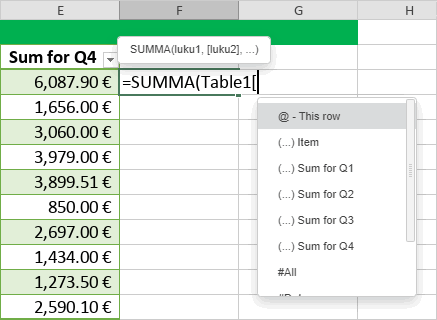 E F G H
SUMMA(luku1, [luku2], ...)
Sum for Q4
6,087.90 € =SUMMA(Table1[
1,656.00 €
3,060.00 €
3,979.00 €
3,899.51 €
850.00 €
2,697.00 €
1,434.00 €
1,273.50 €
2,590.10 €
@ - This row
(...) Item
(...) Sum for Q1
(...) Sum for Q2
(...) Sum for Q3
(...) Sum for Q4
#All